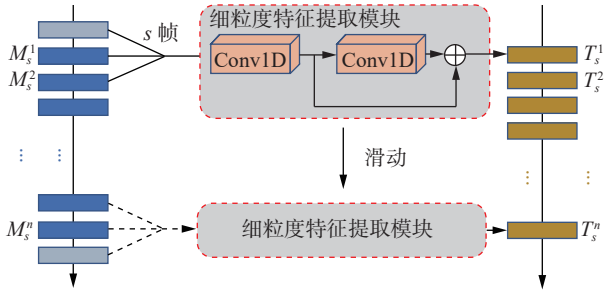 细粒度特征提取模块
s 帧
M_s^1
Conv1D
Conv1D
T_s^1
M_s^2
T_s^2
滑动
... ...
... ...
M_s^n
细粒度特征提取模块
T_s^n